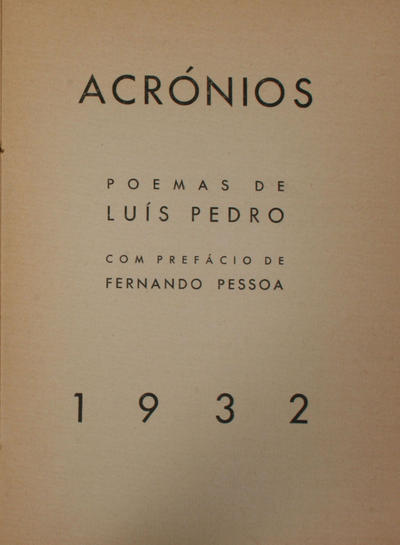 ACRÓNIOS
POEMAS DE
LUÍS PEDRO
COM PREFÁCIO DE
FERNANDO PESSOA
1932